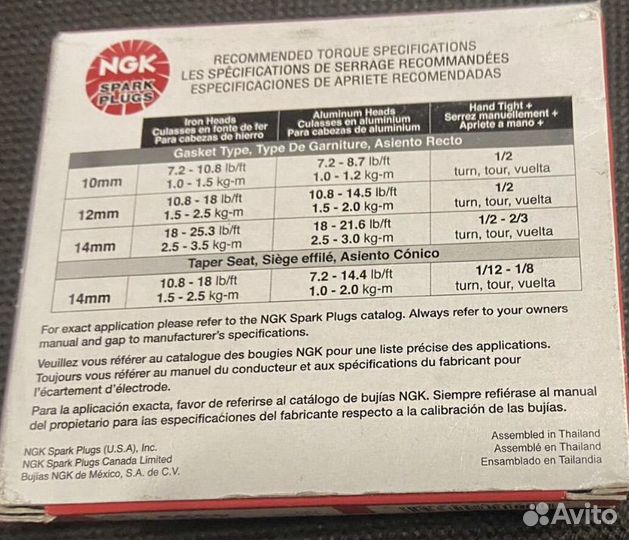 NGK
SPARK
PLUGS
RECOMMENDED TORQUE SPECIFICATIONS
LES SPÉCIFICATIONS DE SERRAGE RECOMMANDÉES
ESPECIFICACIONES DE APRIETE RECOMENDADAS
Iron Heads
Culasses en fonte de fer
Para cabezas de hierro
Aluminum Heads
Culasses en aluminium
Para cabezas de aluminium
Hand Tight +
Serrez manuellement +
Apriete a mano +
Gasket Type, Type De Garniture, Asiento Recto
10mm
7.2 - 10.8 lb/ft
1.0 - 1.5 kg-m
7.2 - 8.7 lb/ft
1.0 - 1.2 kg-m
1/2
turn, tour, vuelta
12mm
10.8 - 18 lb/ft
1.5 - 2.5 kg-m
10.8 - 14.5 lb/ft
1.5 - 2.0 kg-m
1/2
turn, tour, vuelta
14mm
18 - 25.3 lb/ft
2.5 - 3.5 kg-m
18 - 21.6 lb/ft
2.5 - 3.0 kg-m
1/2 - 2/3
turn, tour, vuelta
Taper Seat, Siège effilé, Asiento Cónico
14mm
10.8 - 18 lb/ft
1.5 - 2.5 kg-m
7.2 - 14.4 lb/ft
1.0 - 2.0 kg-m
1/12 - 1/8
turn, tour, vuelta
For exact application please refer to the NGK Spark Plugs catalog. Always refer to your owners
manual and gap to manufacturer's specifications.
Veuillez vous référer au catalogue des bougies NGK pour une liste précise des applications.
Toujours vous référer au manuel du conducteur et aux spécifications du fabricant pour
l'écartement d'électrode.
Para la aplicación exacta, favor de referirse al catálogo de bujías NGK. Siempre refiérase al manual
del propietario para las especificaciones del fabricante respecto a la calibración de las bujías.
NGK Spark Plugs (U.S.A), Inc.
NGK Spark Plugs Canada Limited
Bujias NGK de México, S.A. de C.V.
Assembled in Thailand
Assemblé en Thailand
Ensamblado en Tailandia
Avito